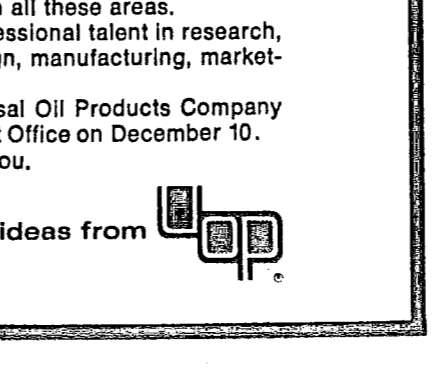 all these areas.
essional talent in research,
gn, manufacturing, market-
sal Oil Products Company
Office on December 10.
ou.
ideas from uop®